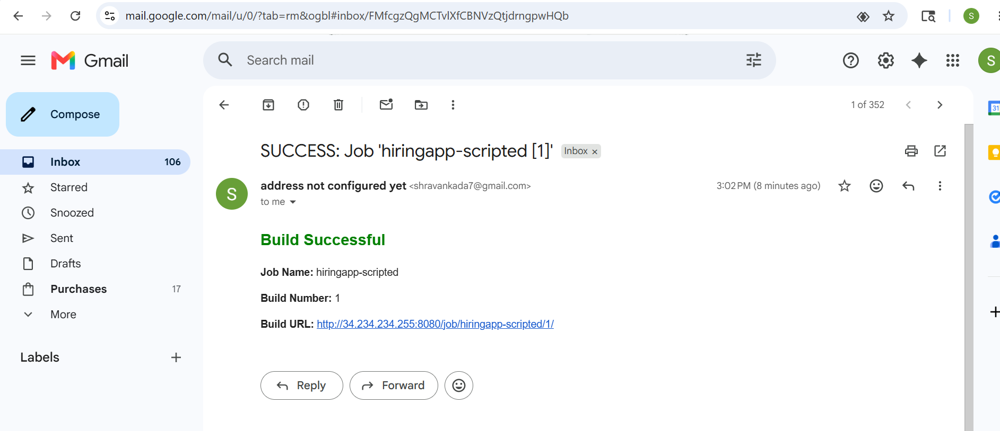 mail.google.com/mail/u/0/?tab=rm&ogbl#inbox/FMfcgzQgMCTvlXfCBNVzQtjdrngpwHQb
S
Gmail
Search mail
S
Compose
1 of 352
31
SUCCESS: Job 'hiringapp-scripted [1]' Inbox ×
Inbox 106
Starred
S
address not configured yet <shravankada7@gmail.com>
3:02 PM (8 minutes ago)
to me
Snoozed
Sent
Build Successful
Drafts
Job Name: hiringapp-scripted
Purchases 17
Build Number: 1
More
Build URL: http://34.234.234.255:8080/job/hiringapp-scripted/1/
Labels
Reply
Forward